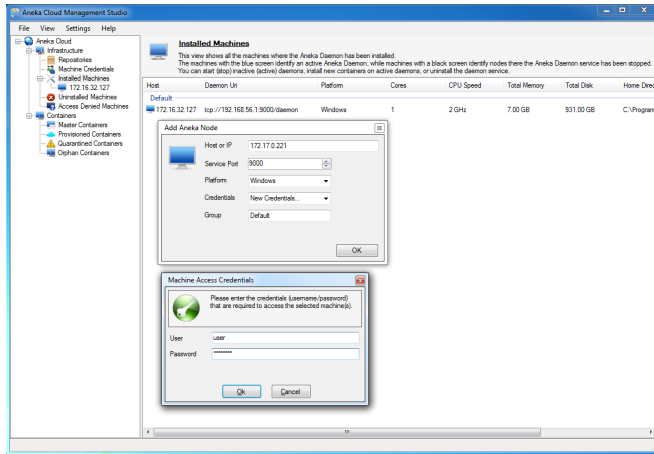 Aneka Cloud Management Studio
File View Settings Help
Aneka Cloud
Infrastructure
Repositories
Machine Credentials
Installed Machines
172.16.32.127
Uninstalled Machines
Access Denied Machines
Containers
Master Containers
Provisioned Containers
Quarantined Containers
Orphan Containers
Installed Machines
This view shows all the machines where the Aneka Daemon has been installed.
The machines with the blue screen identify an active Aneka Daemon, while machines with a black screen identify nodes there the Aneka Daemon service has been stopped.
You can start (stop) inactive (active) daemons, install new containers on active daemons, or uninstall the daemon service.
Host Daemon Uri Platform Cores CPU Speed Total Memory Total Disk Home Direc
Default
172.16.32.127 tcp://192.168.56.1:9000/daemon Windows 1 2 GHz 7.00 GB 931.00 GB C:\Program
Add Aneka
Node
Host or IP 172.17.0.221
Service Port 9000
Platform Windows
Credentials New Credentials...
Group Default
OK
Machine Access Credentials
Please enter the credentials (username/password)
that are required to access the selected machine(s).
User user
Password ********
Ok Cancel